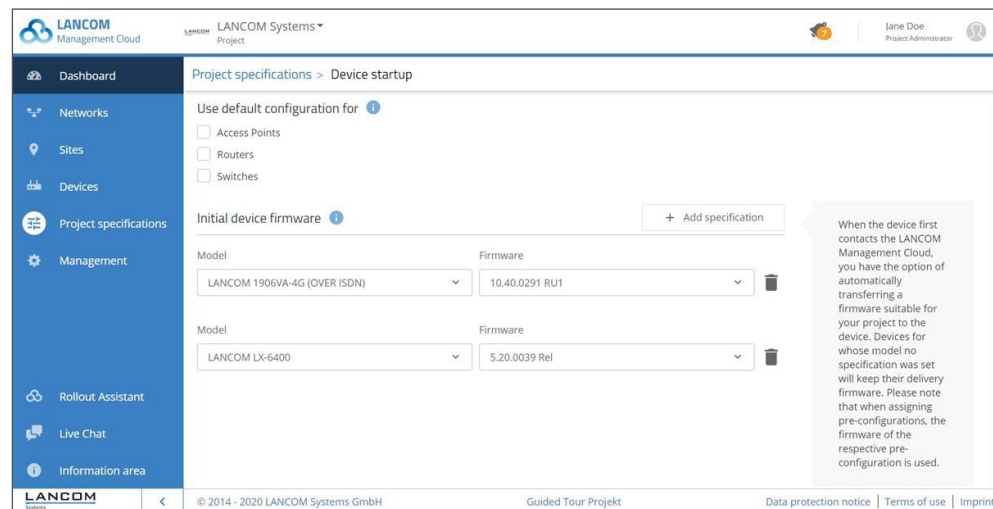 LANCOM
Management Cloud
LANCOM LANCOM Systems
Project
?
Jane Doe
Project Administrator
Dashboard
Networks
Sites
Devices
Project specifications
Management
Rollout Assistant
Live Chat
Information area
LANCOM
Systems
Project specifications > Device startup
Use default configuration for i
Access Points
Routers
Switches
Initial device firmware i
+ Add specification
Model Firmware
LANCOM 1906VA-4G (OVER ISDN) 10.40.0291 RU1
Model Firmware
LANCOM LX-6400 5.20.0039 Rel
When the device first
contacts the LANCOM
Management Cloud,
you have the option of
automatically
transferring a
firmware suitable for
your project to the
device. Devices for
whose model no
specification was set
will keep their delivery
firmware. Please note
that when assigning
pre-configurations, the
firmware of the
respective pre-
configuration is used.
< © 2014 - 2020 LANCOM Systems GmbH Guided Tour Projekt Data protection notice | Terms of use | Imprint